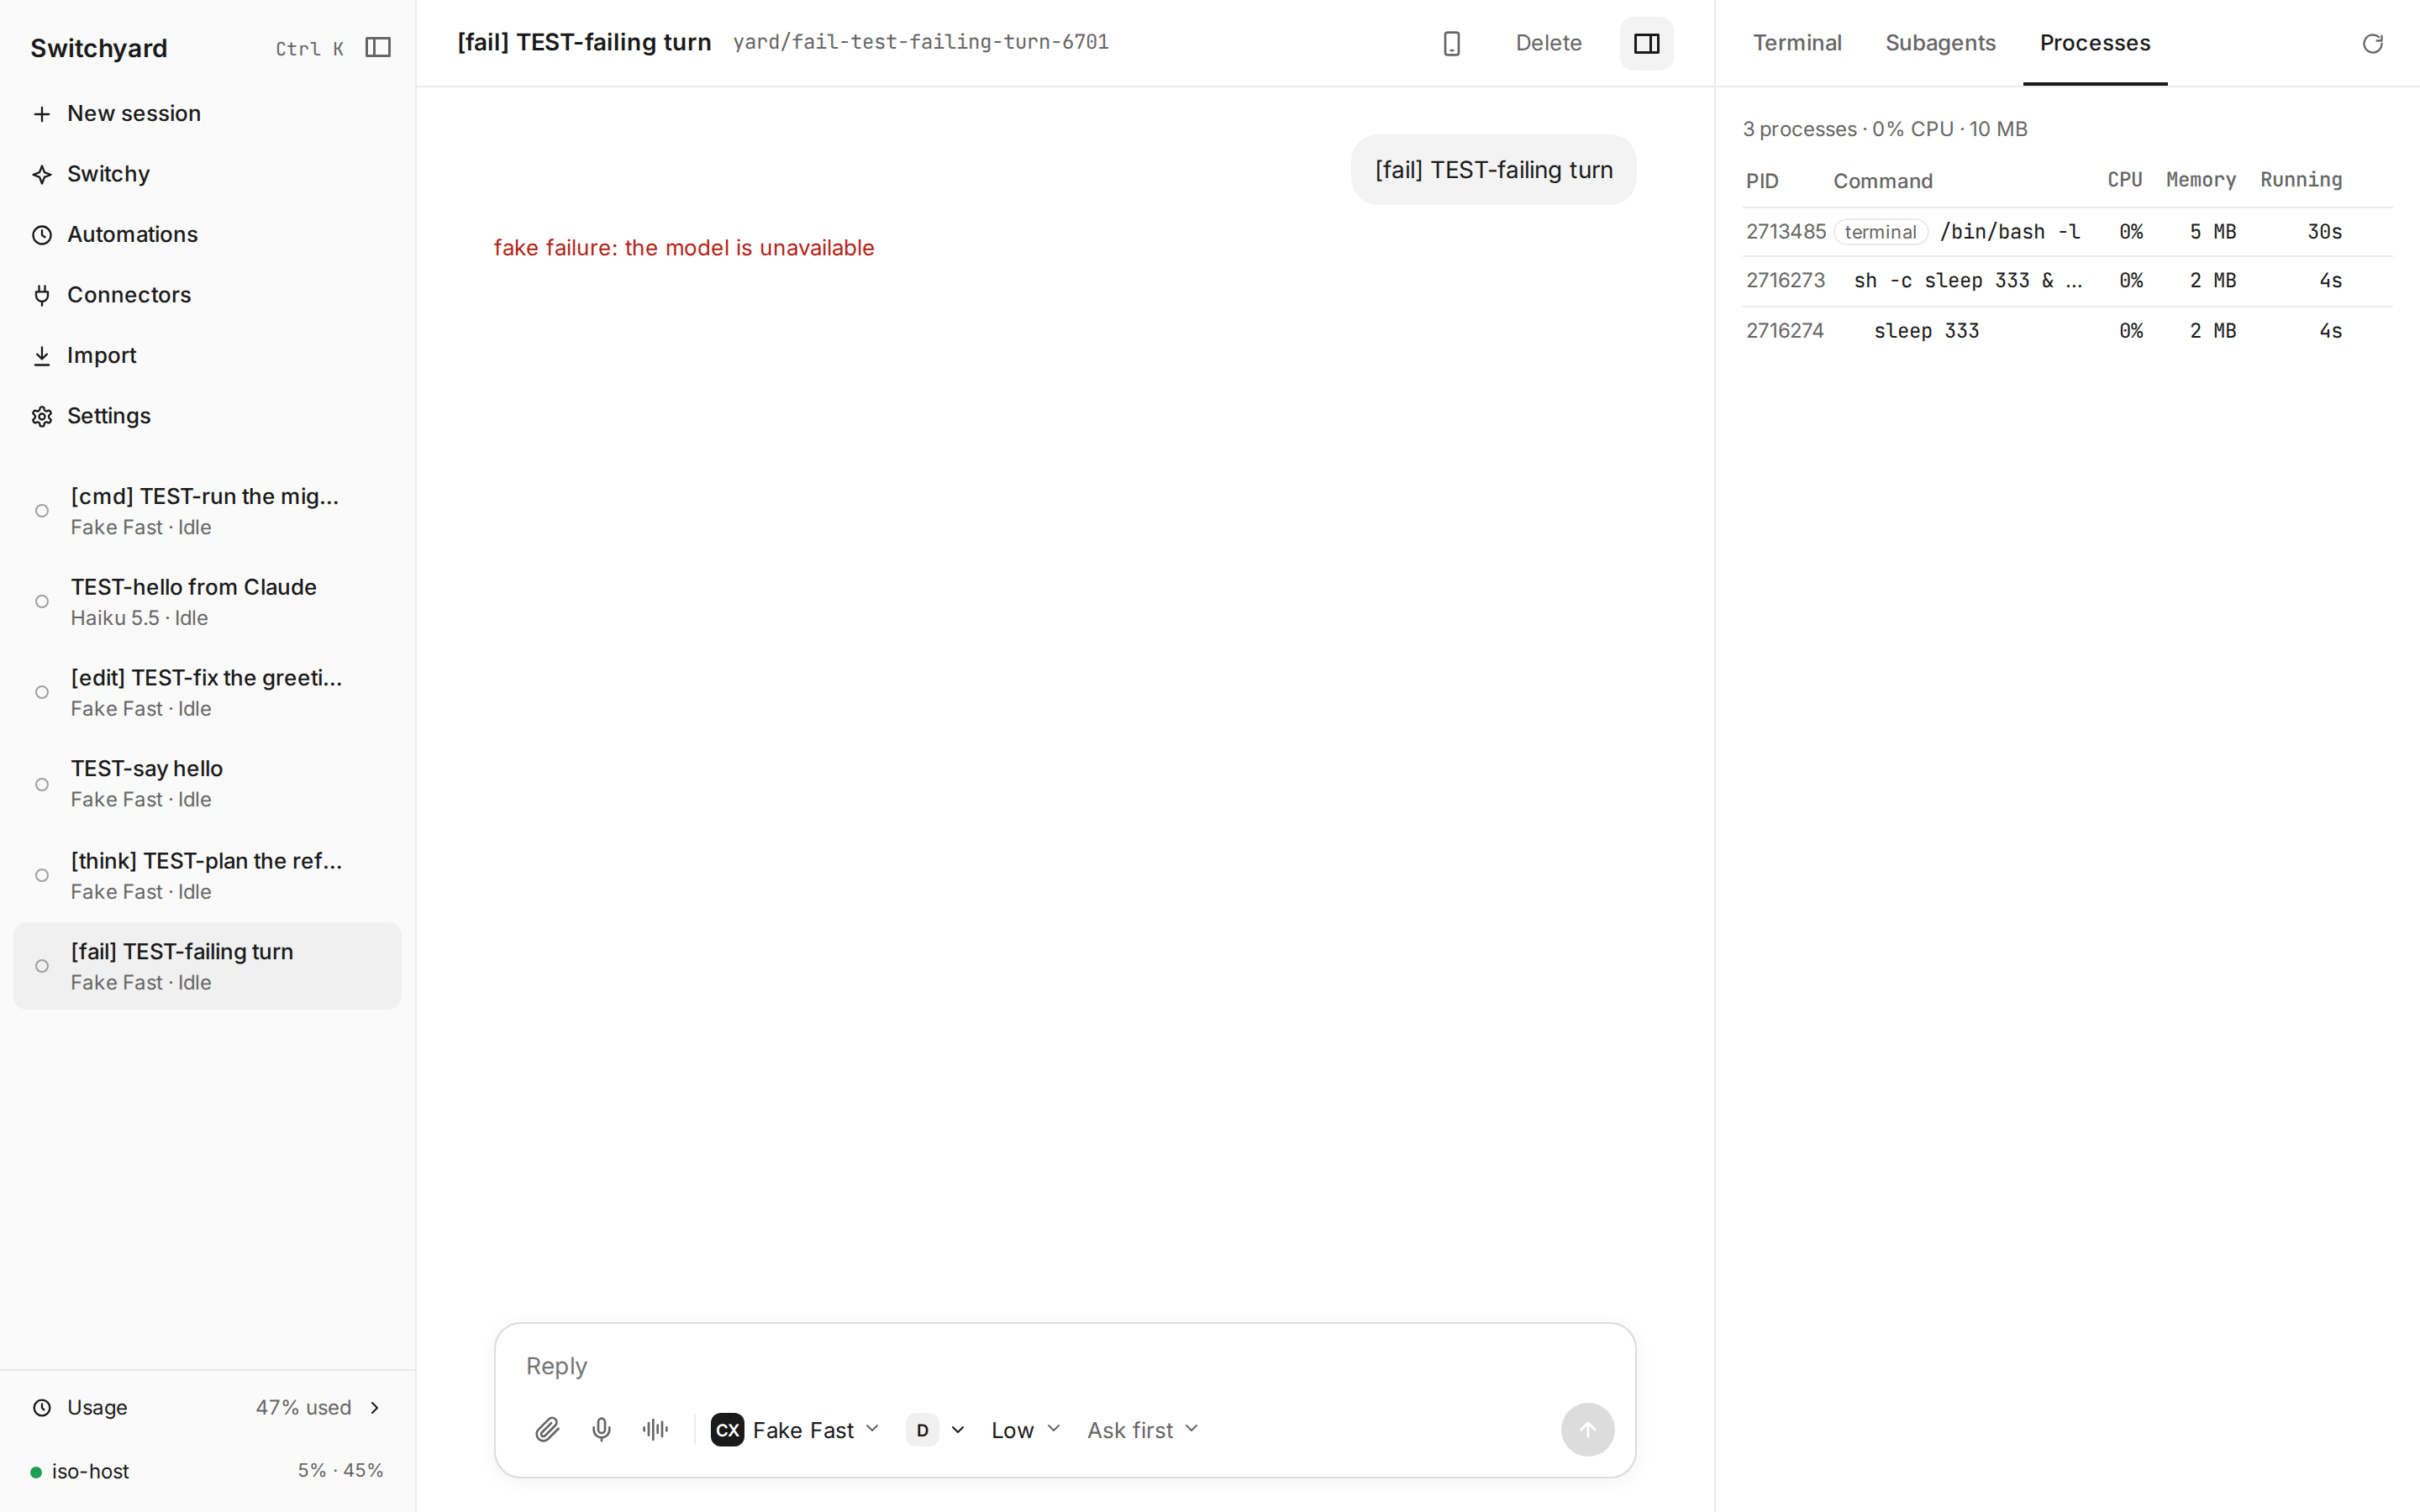 Switchyard
Ctrl K
New session
Switchy
Automations
Connectors
Import
Settings
[cmd] TEST-run the mig...
Fake Fast · Idle
TEST-hello from Claude
Haiku 5.5 · Idle
[edit] TEST-fix the greeti...
Fake Fast · Idle
TEST-say hello
Fake Fast · Idle
[think] TEST-plan the ref...
Fake Fast · Idle
[fail] TEST-failing turn
Fake Fast · Idle
Usage 47% used
iso-host 5% · 45%
[fail] TEST-failing turn yard/fail-test-failing-turn-6701 Delete
[fail] TEST-failing turn
fake failure: the model is unavailable
Reply
CX Fake Fast D Low Ask first
Terminal Subagents Processes
3 processes · 0% CPU · 10 MB
PID Command CPU Memory Running
2713485 terminal /bin/bash -l 0% 5 MB 30s
2716273 sh -c sleep 333 & ... 0% 2 MB 4s
2716274 sleep 333 0% 2 MB 4s